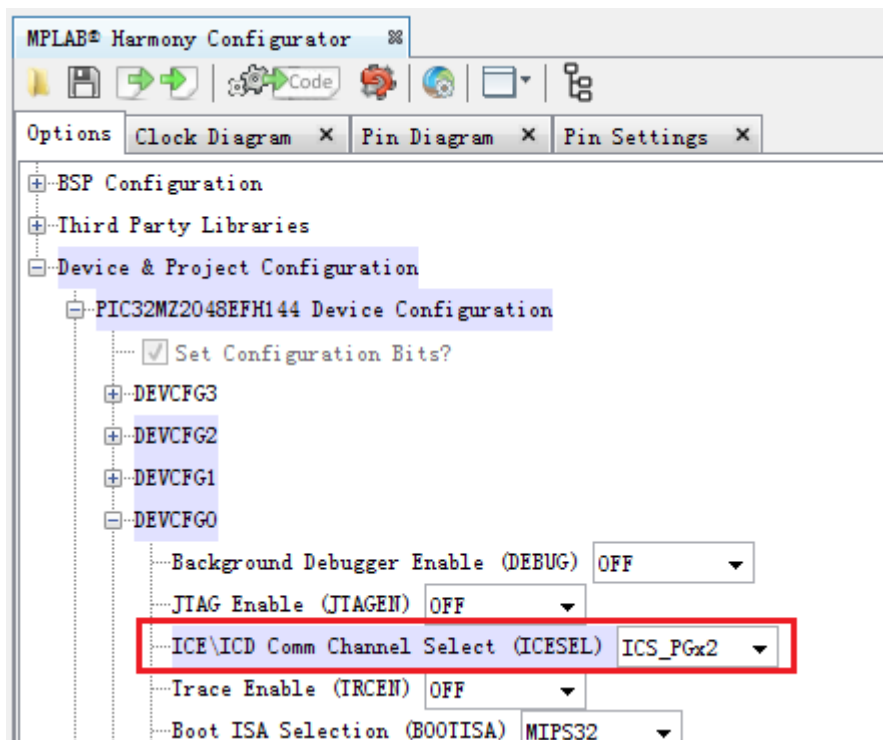 MPLAB® Harmony Configurator
Code
Options Clock Diagram × Pin Diagram × Pin Settings ×
BSP Configuration
Third Party Libraries
Device & Project Configuration
PIC32MZ2048EFH144 Device Configuration
Set Configuration Bits?
DEVCFG3
DEVCFG2
DEVCFG1
DEVCFG0
Background Debugger Enable (DEBUG) OFF
JTAG Enable (JTAGEN) OFF
ICE\ICD Comm Channel Select (ICESEL) ICS_PGx2
Trace Enable (TRCEN) OFF
Boot ISA Selection (BOOTISA) MIPS32